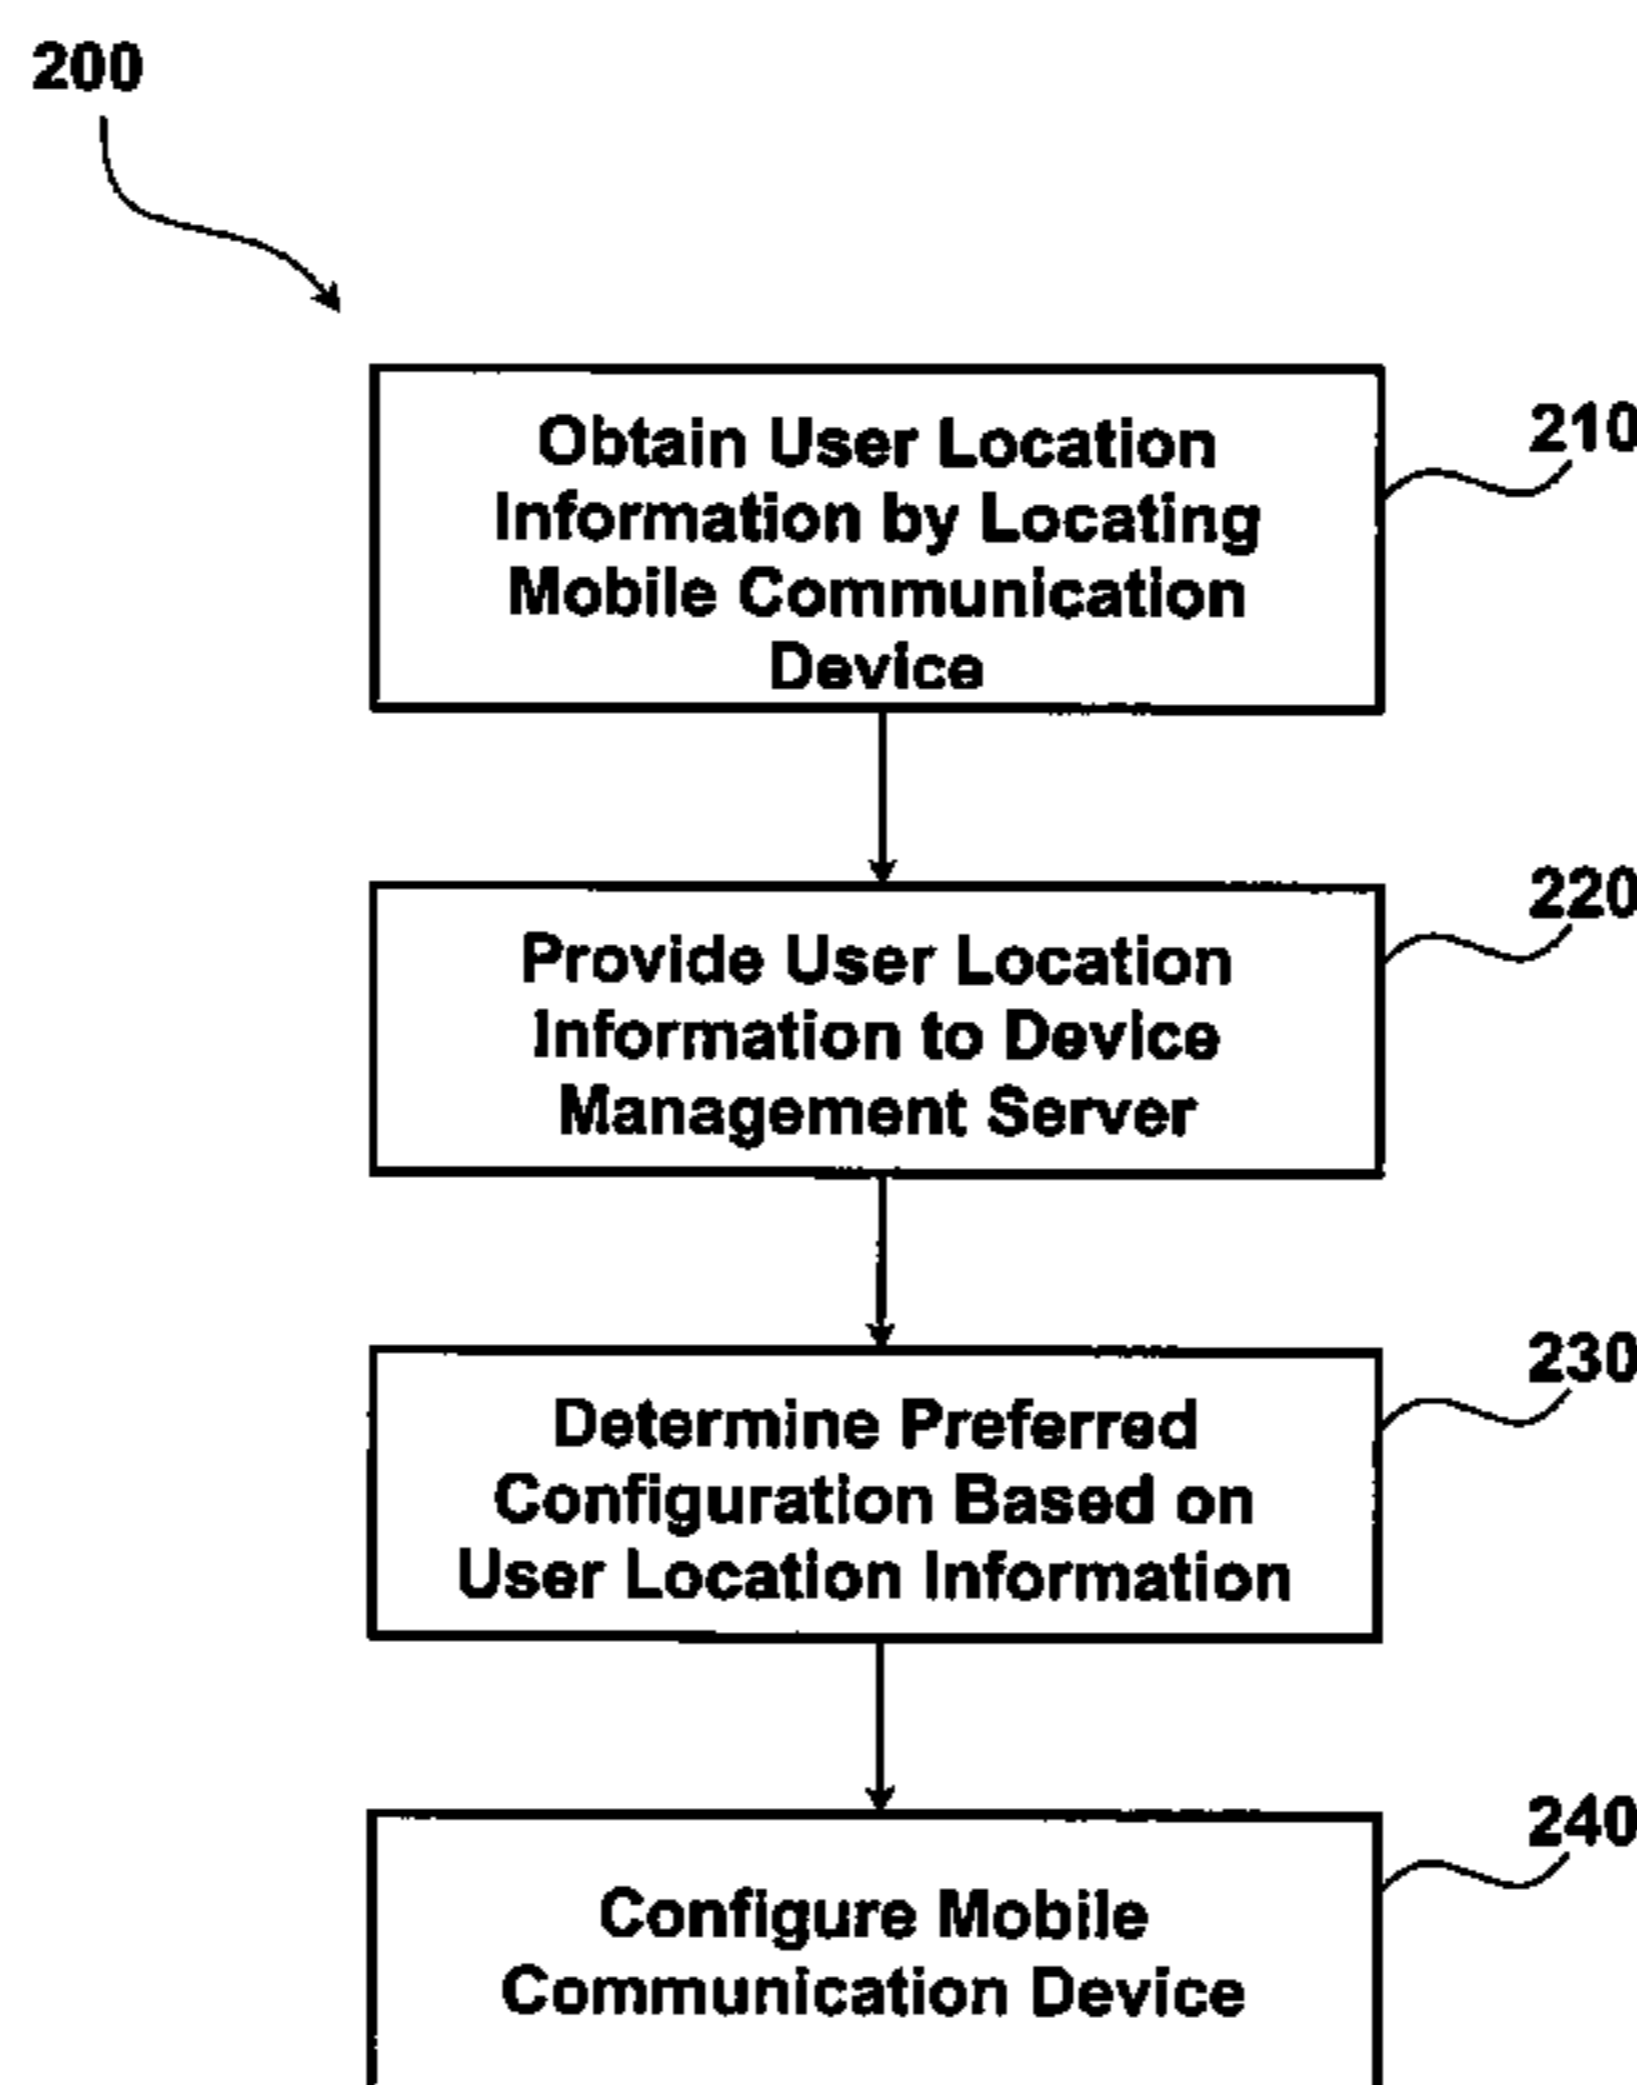 200
Obtain User Location
Information by Locating
Mobile Communication
Device
210
Provide User Location
Information to Device
Management Server
220
Determine Preferred
Configuration Based on
User Location Information
230
Configure Mobile
Communication Device
240